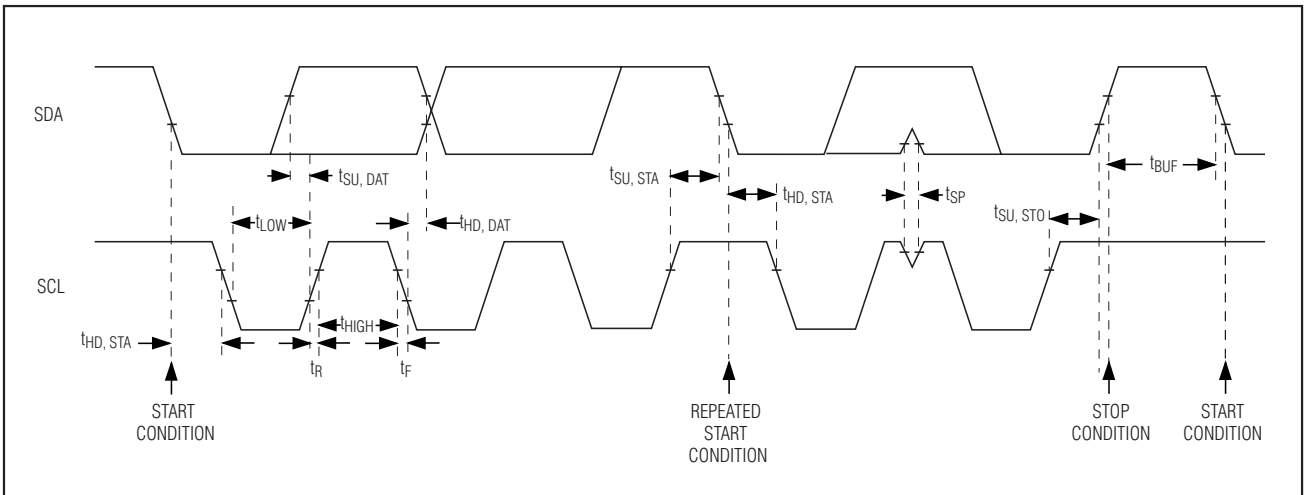 SDA
tSU, DAT
tSU, STA
tHD, STA
tSP
tBUF
tLOW
tHD, DAT
tSU, STO
SCL
tHIGH
tHD, STA
tR
tF
START
CONDITION
REPEATED
START
CONDITION
STOP
CONDITION
START
CONDITION